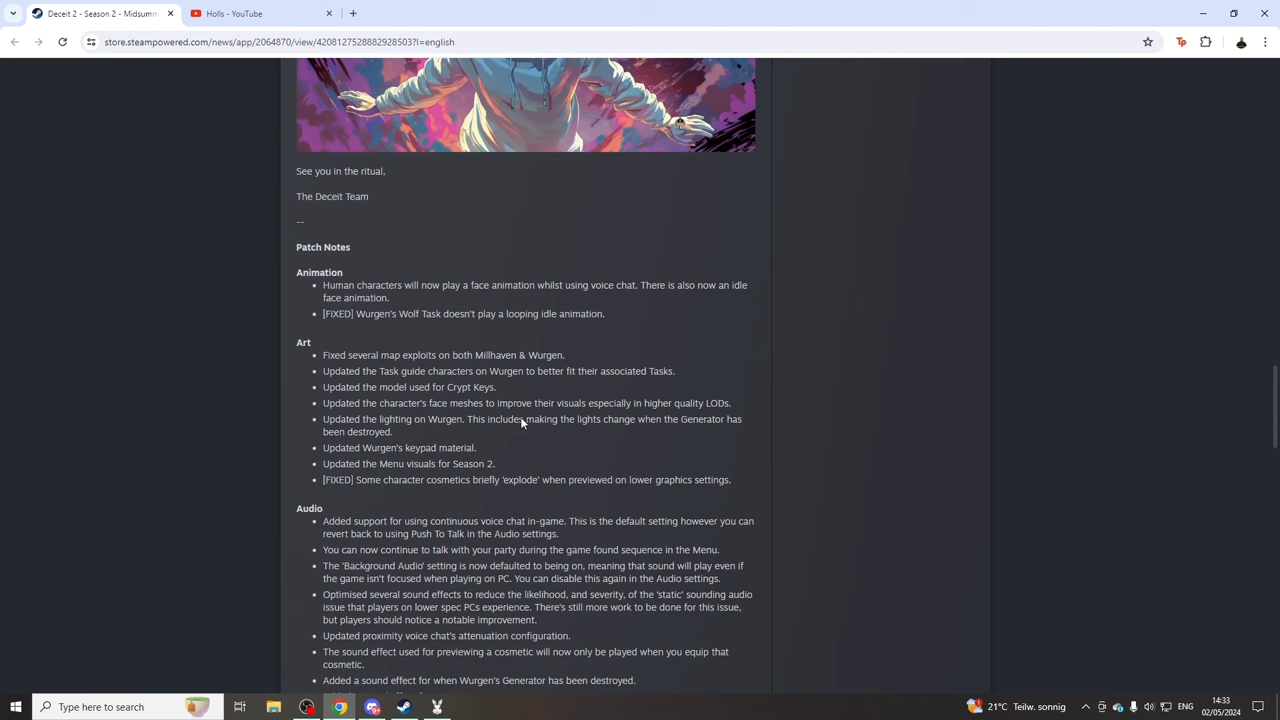 Deceit 2 - Season 2 - Midsumm
Holls - YouTube
store.steampowered.com/news/app/2064870/view/4208127528882928503?l=english
See you in the ritual,
The Deceit Team
--
Patch Notes
Animation
• Human characters will now play a face animation whilst using voice chat. There is also now an idle
face animation.
• [FIXED] Wurgen's Wolf Task doesn't play a looping idle animation.
Art
• Fixed several map exploits on both Millhaven & Wurgen.
• Updated the Task guide characters on Wurgen to better fit their associated Tasks.
• Updated the model used for Crypt Keys.
• Updated the character's face meshes to improve their visuals especially in higher quality LODs.
• Updated the lighting on Wurgen. This includes making the lights change when the Generator has
been destroyed.
• Updated Wurgen's keypad material.
• Updated the Menu visuals for Season 2.
• [FIXED] Some character cosmetics briefly 'explode' when previewed on lower graphics settings.
Audio
• Added support for using continuous voice chat in-game. This is the default setting however you can
revert back to using Push To Talk in the Audio settings.
• You can now continue to talk with your party during the game found sequence in the Menu.
• The 'Background Audio' setting is now defaulted to being on, meaning that sound will play even if
the game isn't focused when playing on PC. You can disable this again in the Audio settings.
• Optimised several sound effects to reduce the likelihood, and severity, of the 'static' sounding audio
issue that players on lower spec PCs experience. There's still more work to be done for this issue,
but players should notice a notable improvement.
• Updated proximity voice chat's attenuation configuration.
• The sound effect used for previewing a cosmetic will now only be played when you equip that
cosmetic.
• Added a sound effect for when Wurgen's Generator has been destroyed.
Type here to search
21°C Teilw. sonnig
ENG
14:33
02/05/2024